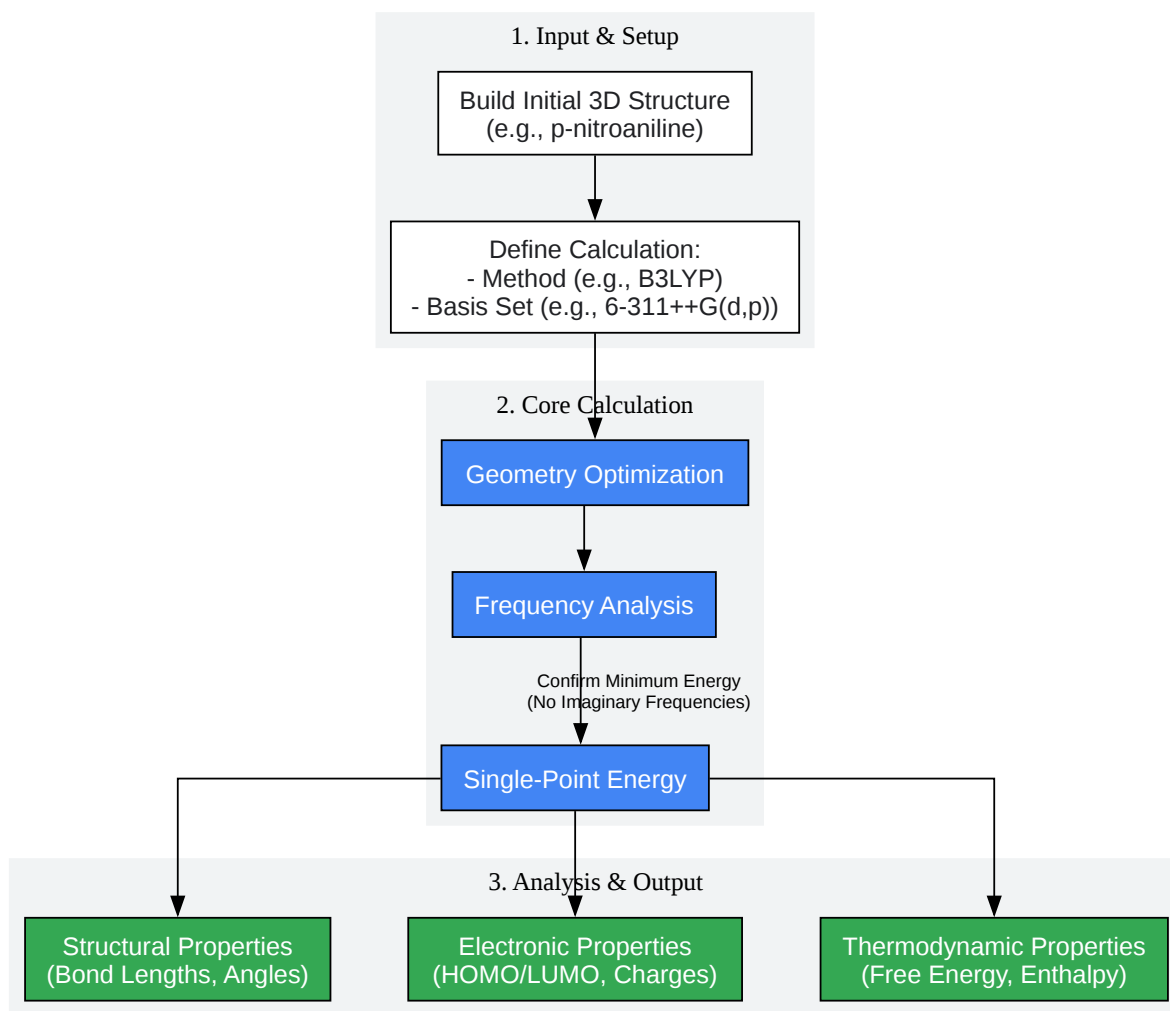 1. Input & Setup
Build Initial 3D Structure
(e.g., p-nitroaniline)
Define Calculation:
- Method (e.g., B3LYP)
- Basis Set (e.g., 6-311++G(d,p))
2. Core Calculation
Geometry Optimization
Frequency Analysis
Confirm Minimum Energy
(No Imaginary Frequencies)
Single-Point Energy
3. Analysis & Output
Structural Properties
(Bond Lengths, Angles)
Electronic Properties
(HOMO/LUMO, Charges)
Thermodynamic Properties
(Free Energy, Enthalpy)